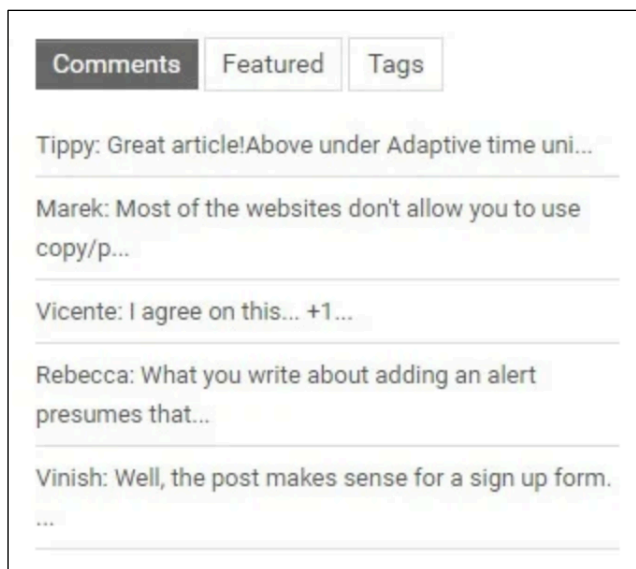 Comments Featured Tags
Tippy: Great article!Above under Adaptive time uni...
Marek: Most of the websites don't allow you to use
copy/p...
Vicente: I agree on this... +1...
Rebecca: What you write about adding an alert
presumes that...
Vinish: Well, the post makes sense for a sign up form.
...